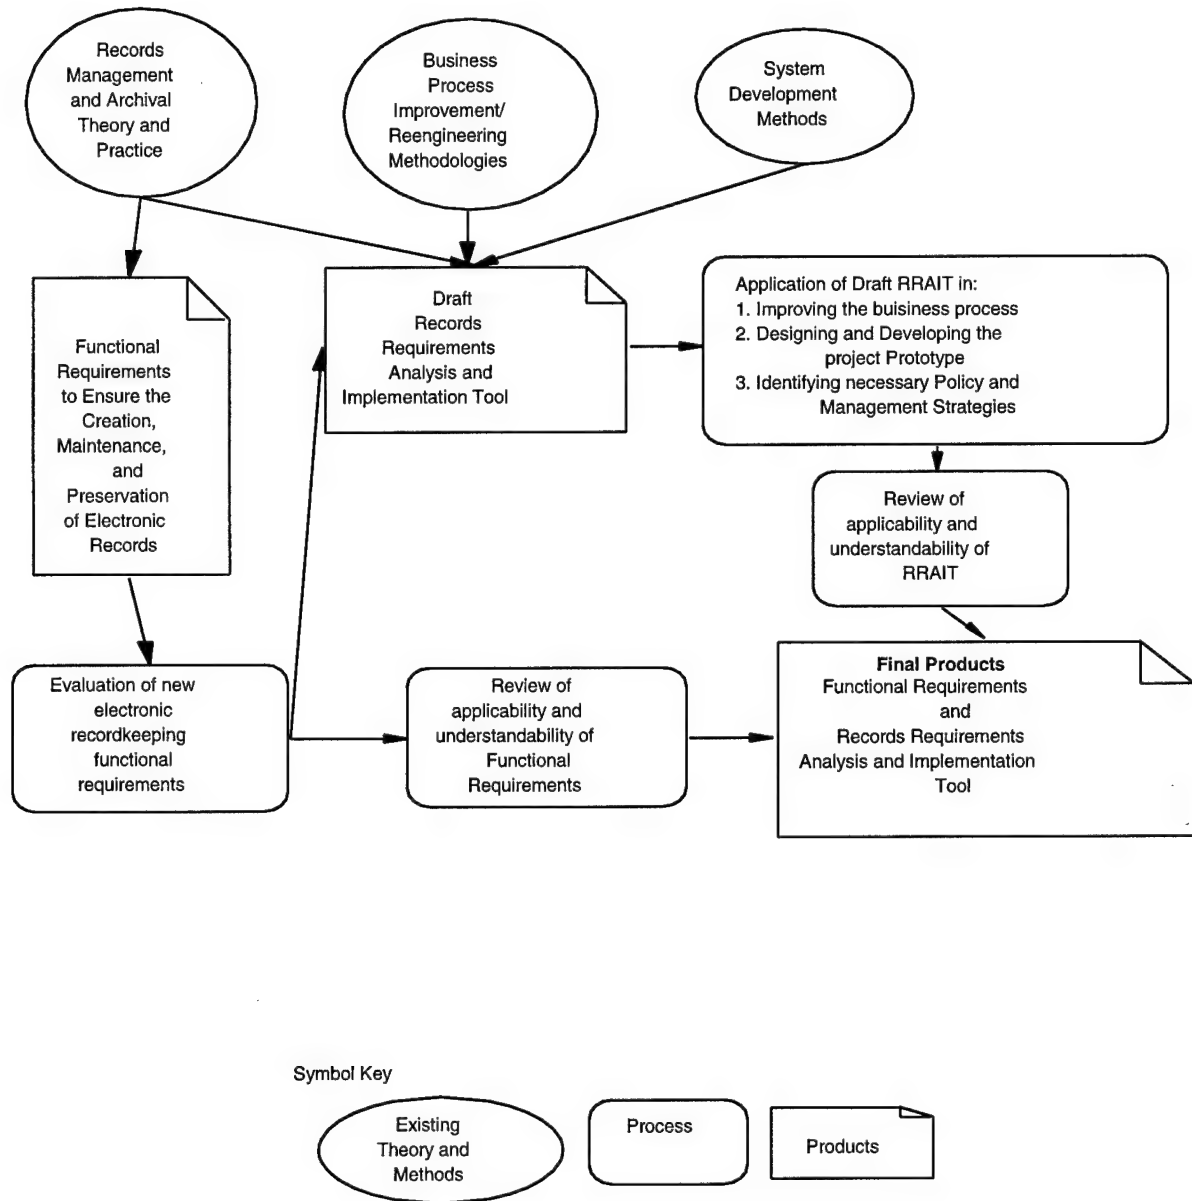 Records
Management
and Archival
Theory and
Practice
Business
Process
Improvement/
Reengineering
Methodologies
System
Development
Methods
Functional
Requirements
to Ensure the
Creation,
Maintenance,
and
Preservation
of Electronic
Records
Draft
Records
Requirements
Analysis and
Implementation Tool
Application of Draft RRAIT in:
1. Improving the buisiness process
2. Designing and Developing the
project Prototype
3. Identifying necessary Policy and
Management Strategies
Review of
applicability and
understandability of
RRAIT
Evaluation of new
electronic
recordkeeping
functional
requirements
Review of
applicability and
understandability of
Functional
Requirements
Final Products
Functional Requirements
and
Records Requirements
Analysis and Implementation
Tool
Symbol Key
Existing
Theory and
Methods
Process
Products